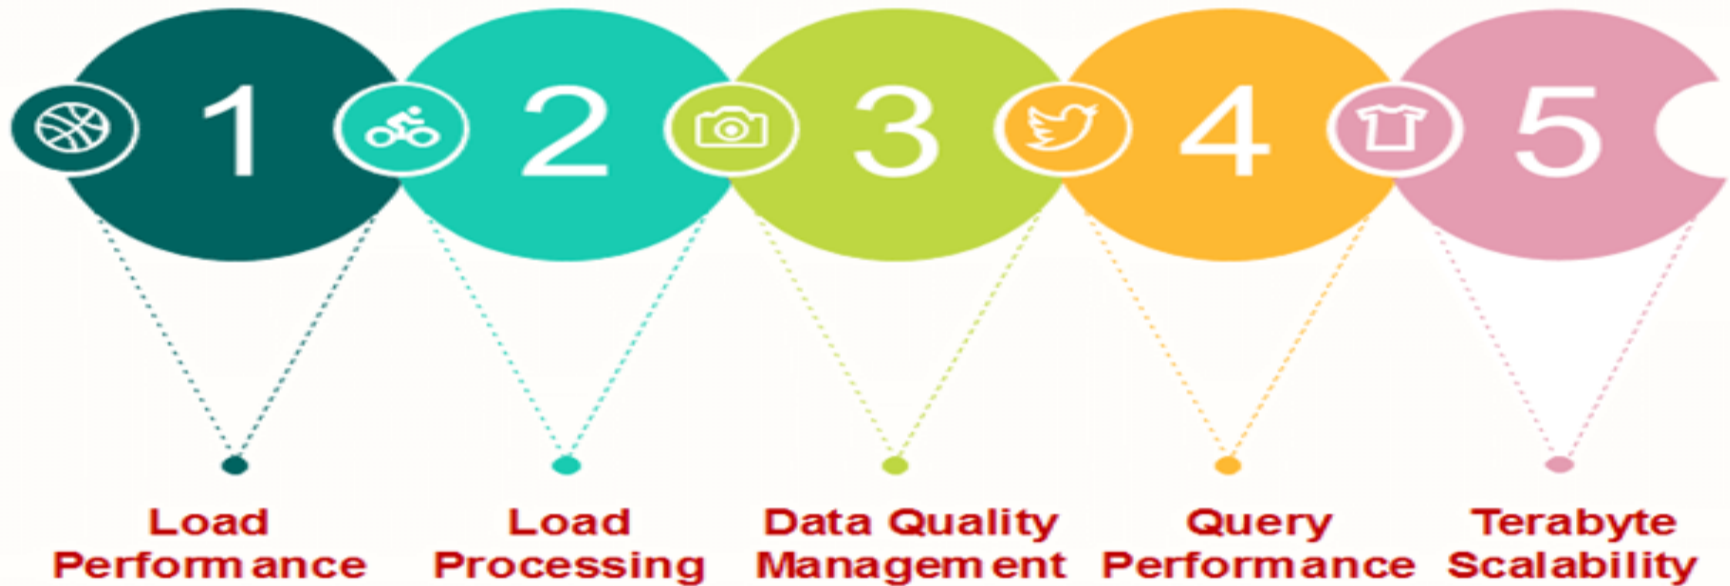 1 2 3 4 5
Load Performance
Load Processing
Data Quality Management
Query Performance
Terabyte Scalability